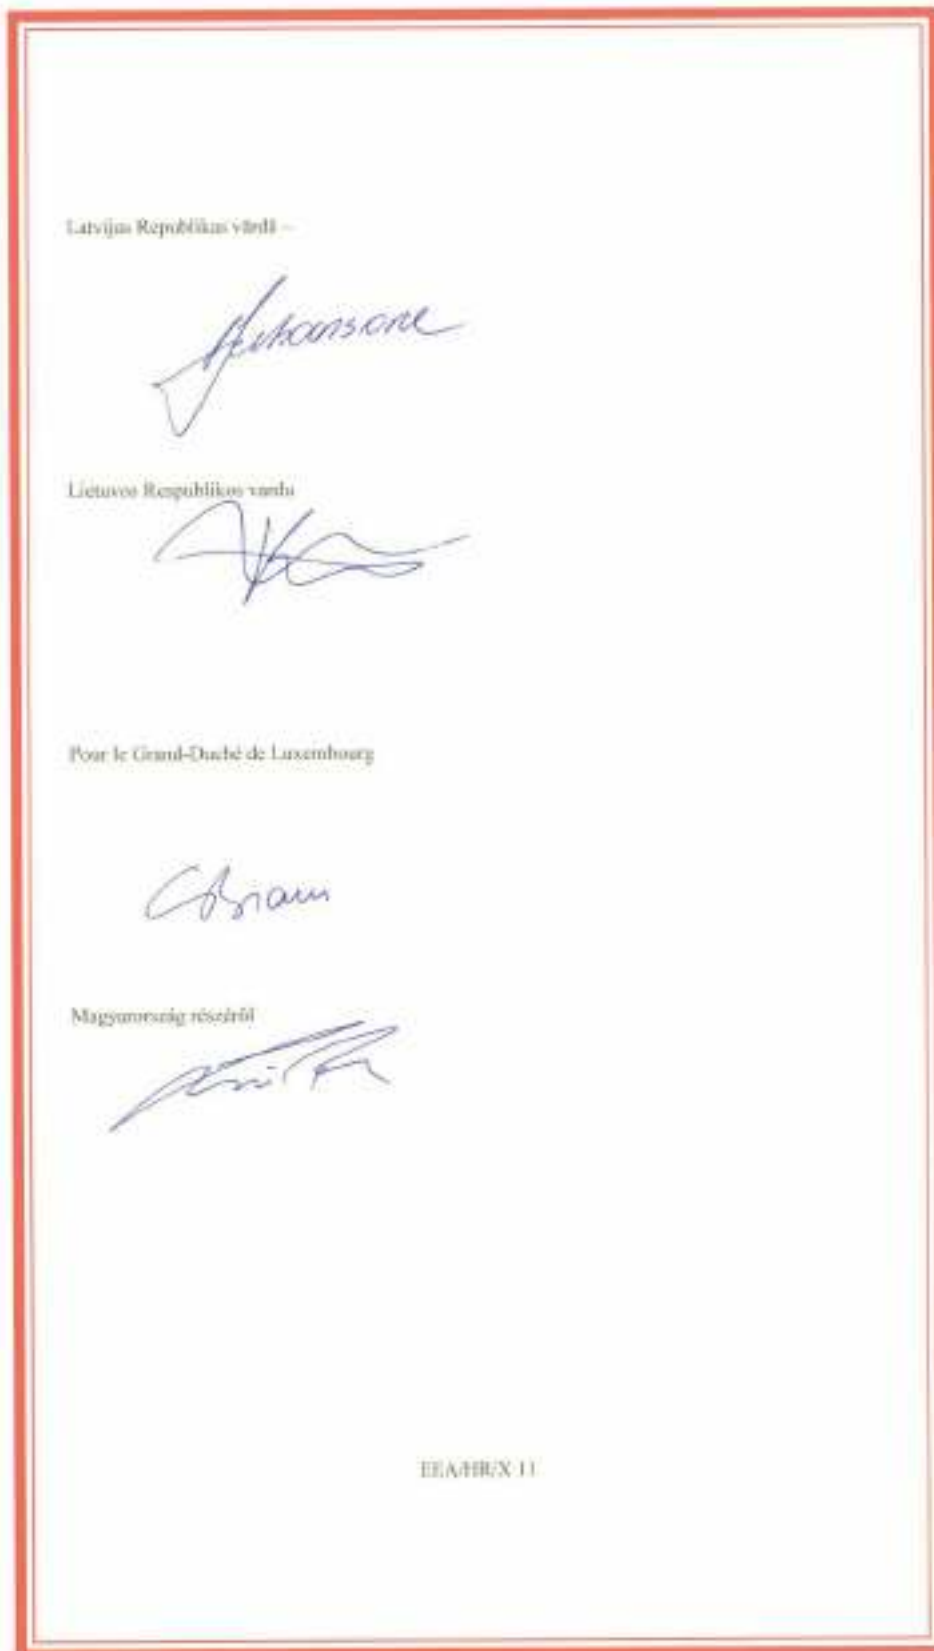 Latvijas Republikas vārdā –
Lietuvos Respublikos vardu
Pour le Grand-Duché de Luxembourg
Magyarország részéről
EEA/HR/X 11